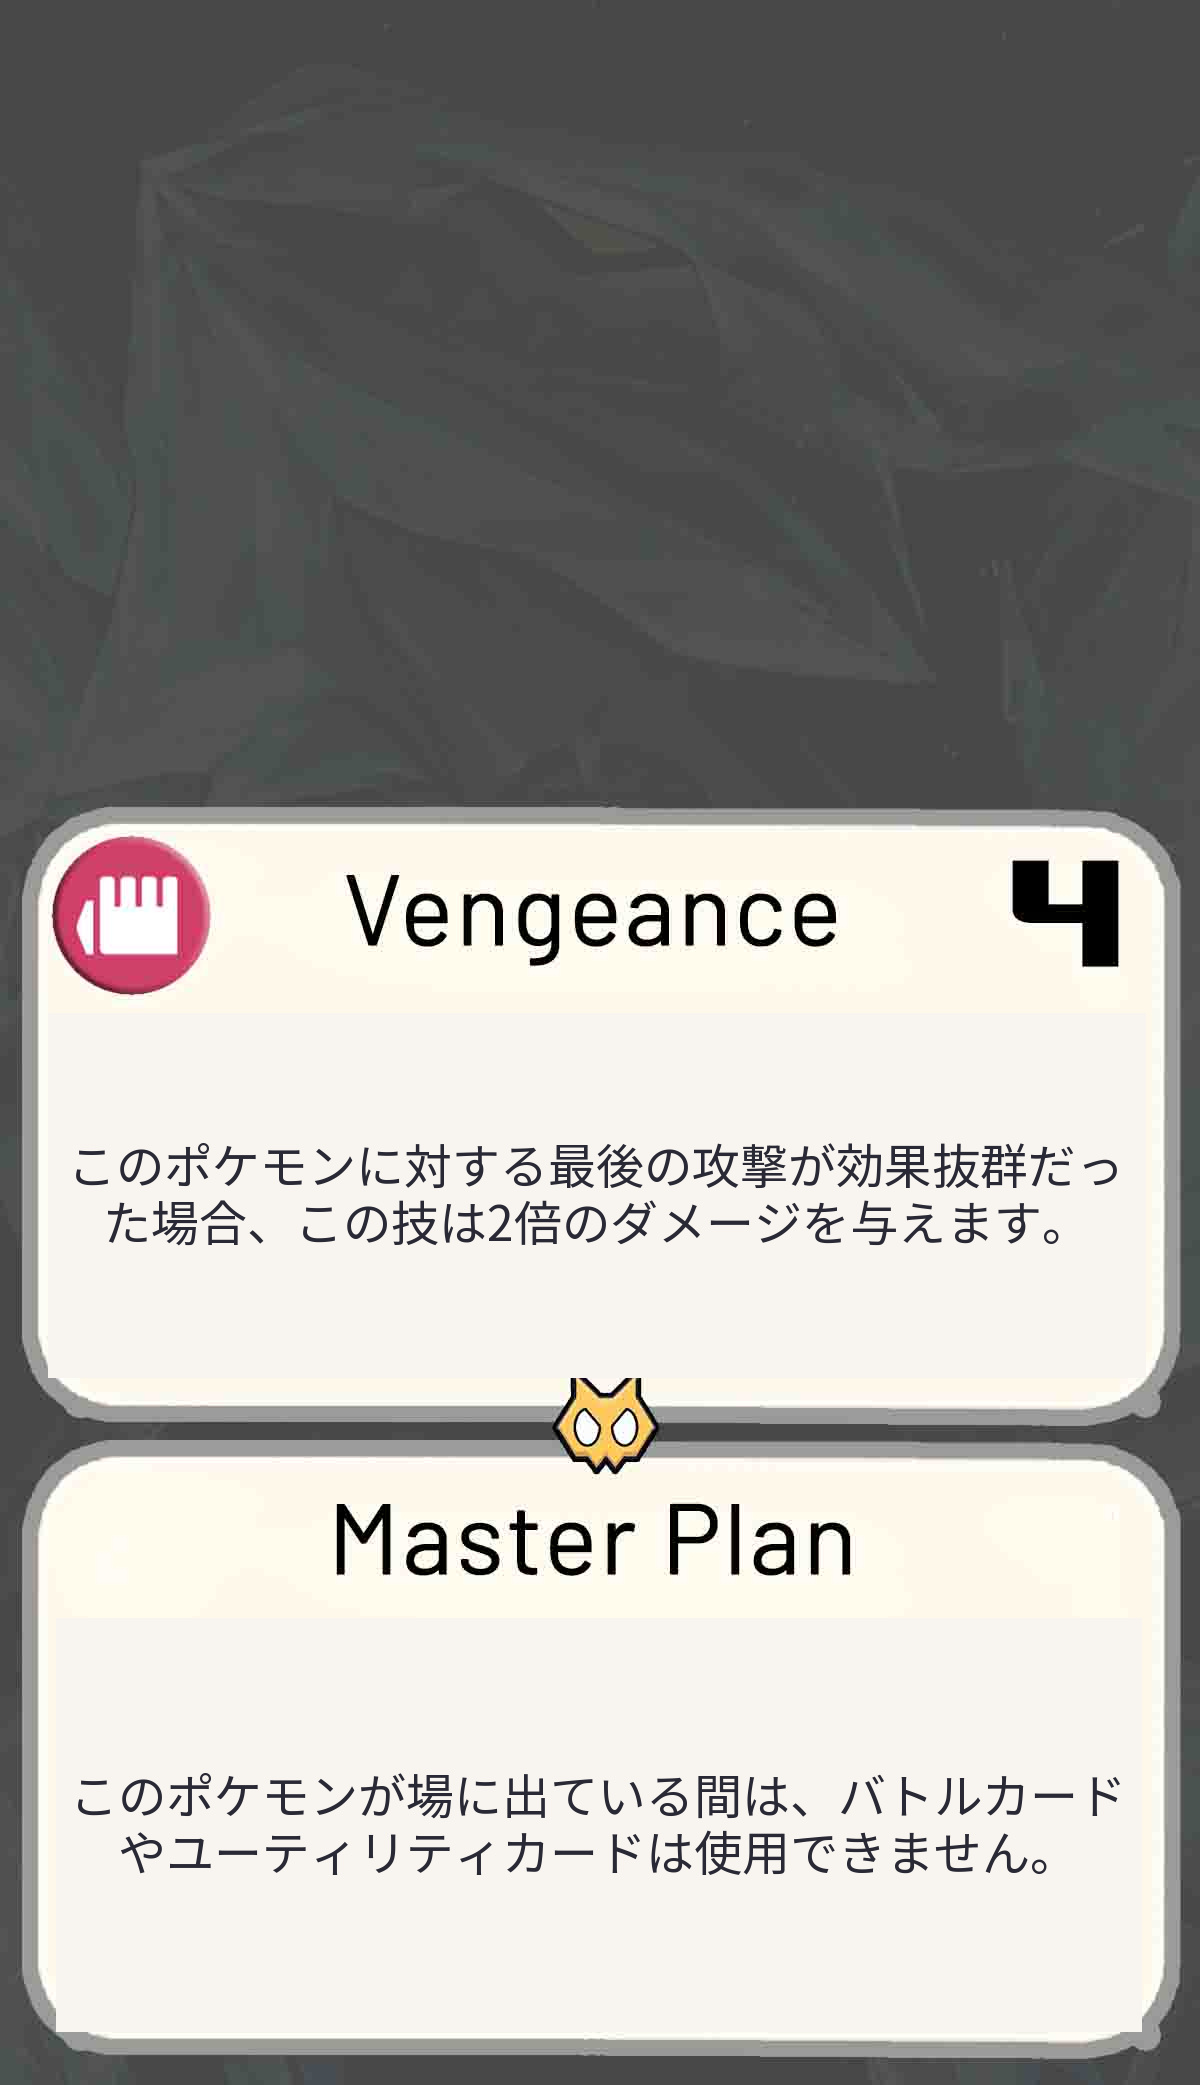 Vengeance
4
このポケモンに対する最後の攻撃が効果抜群だっ
た場合、この技は2倍のダメージを与えます。
Master Plan
このポケモンが場に出ている間は、バトルカード
やユーティリティカードは使用できません。